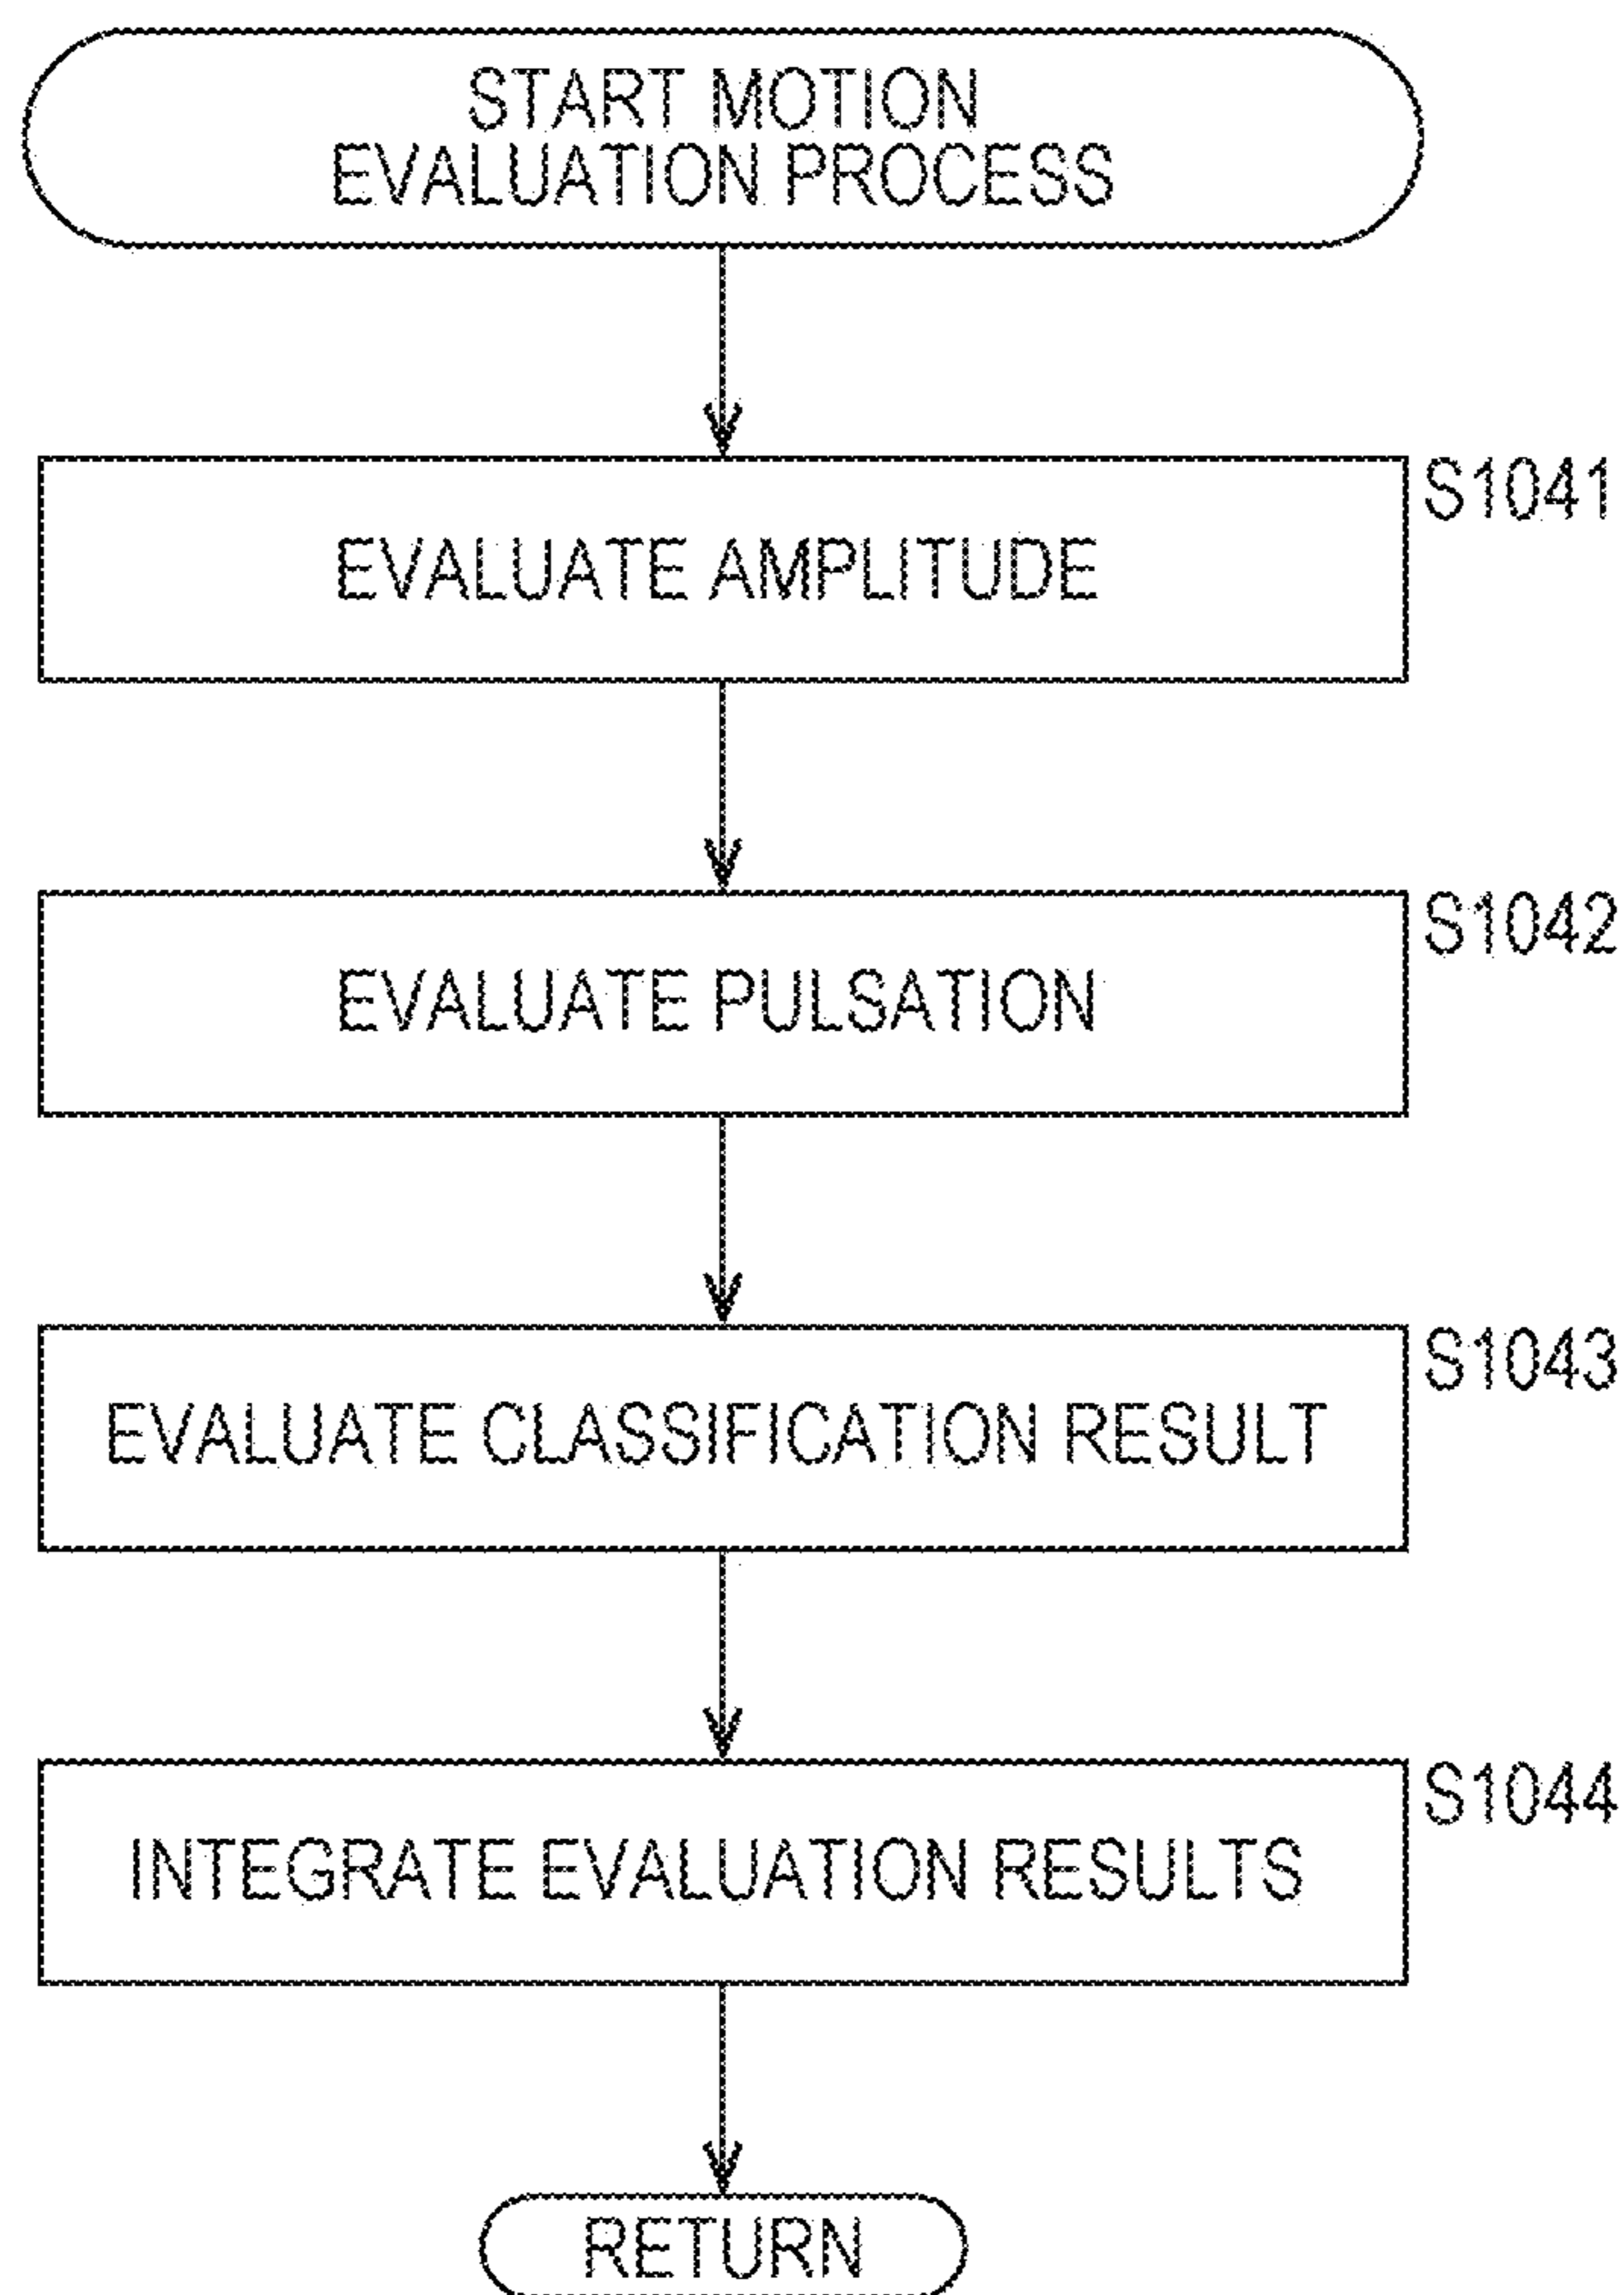 START MOTION
EVALUATION PROCESS
S1041
EVALUATE AMPLITUDE
S1042
EVALUATE PULSATION
S1043
EVALUATE CLASSIFICATION RESULT
S1044
INTEGRATE EVALUATION RESULTS
RETURN